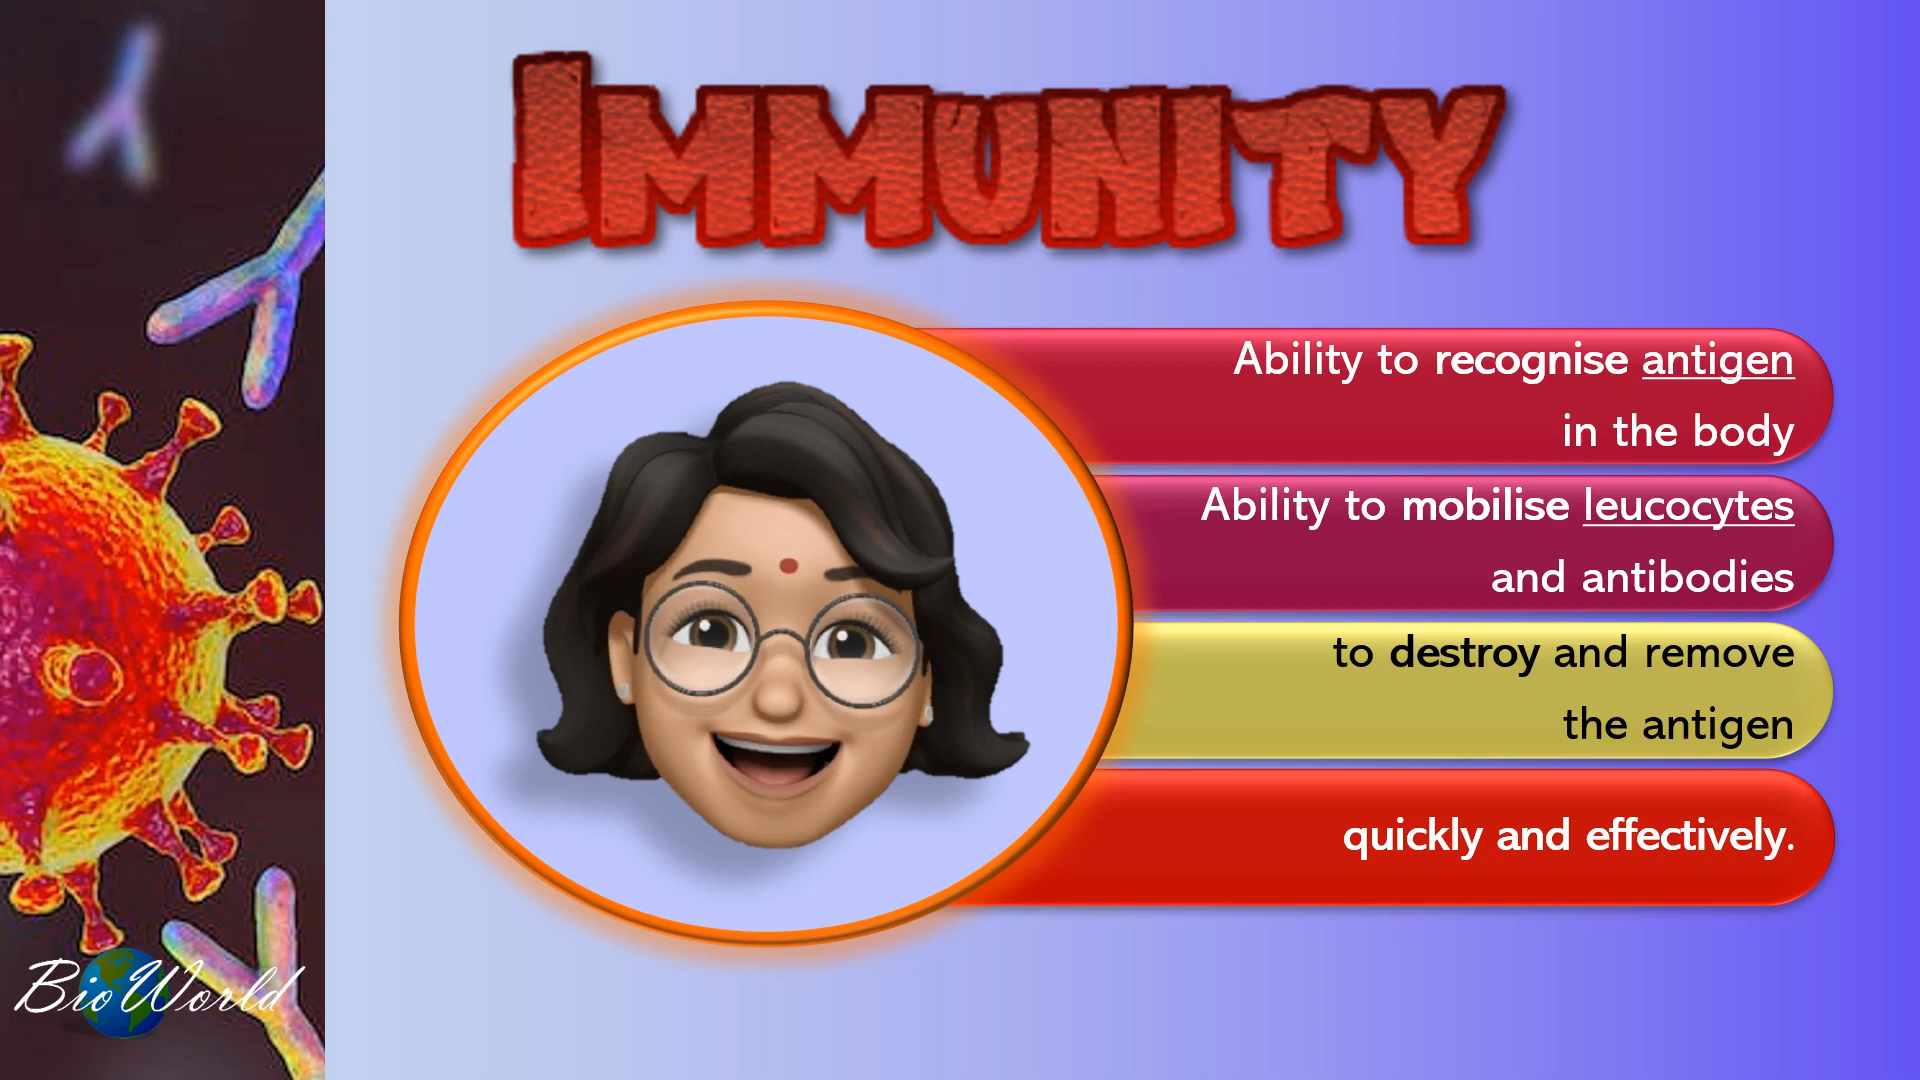 IMMUNITY
Ability to recognise antigen
in the body
Ability to mobilise leucocytes
and antibodies
to destroy and remove
the antigen
quickly and effectively.
BioWorld